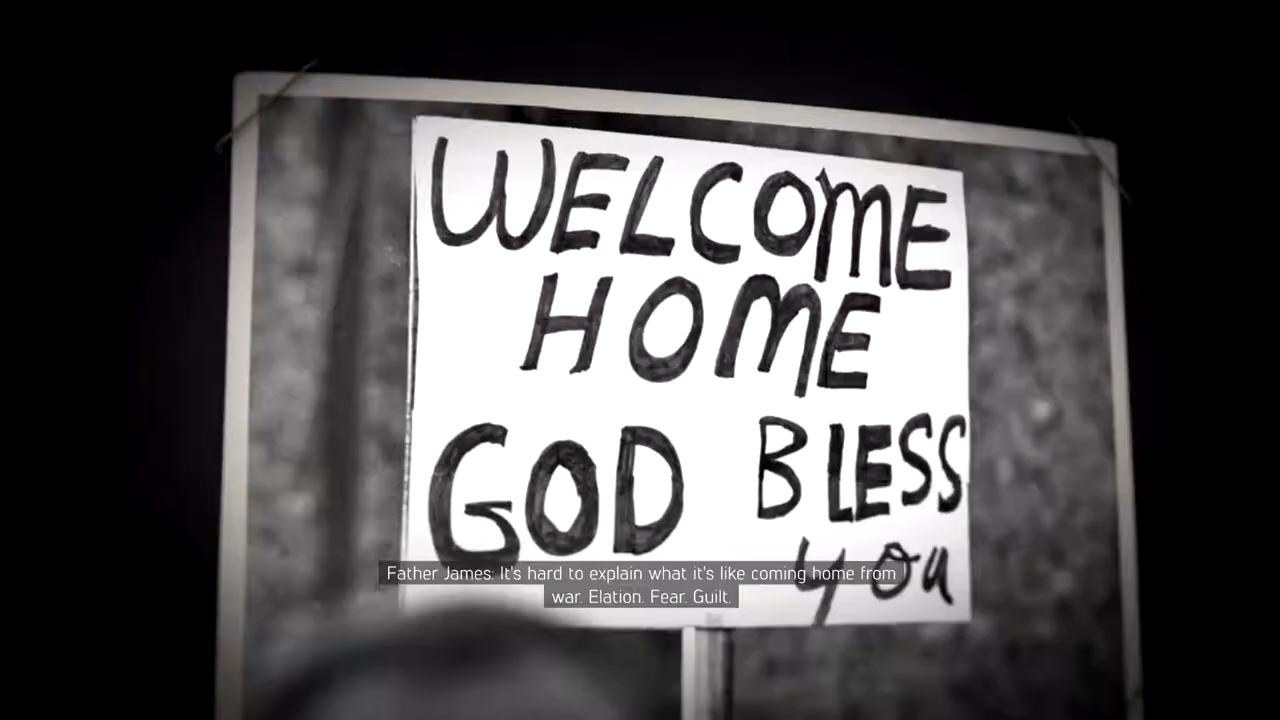 WELCOME
HOME
GOD BLESS
you
Father James: It's hard to explain what it's like coming home from
war. Elation. Fear. Guilt.